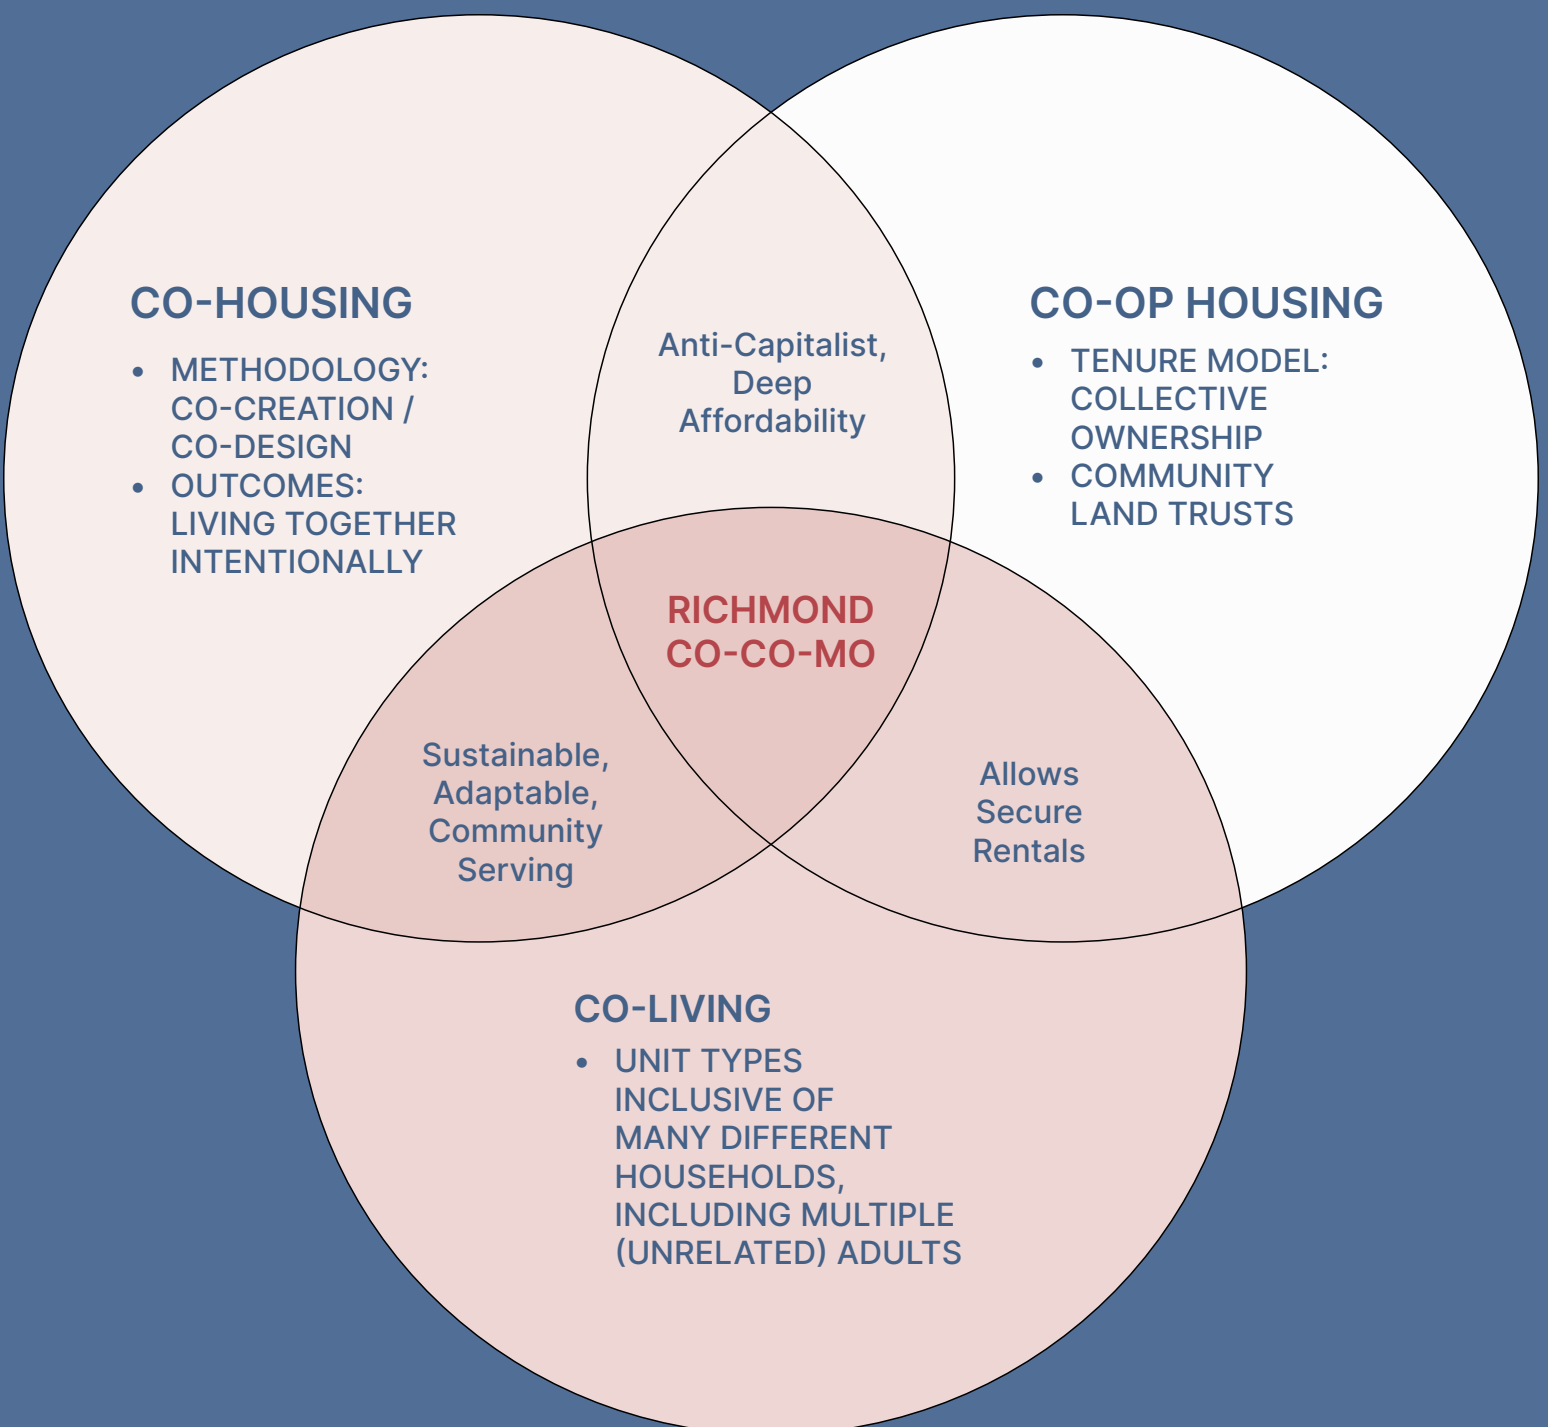 CO-HOUSING
• METHODOLOGY:
CO-CREATION /
CO-DESIGN
• OUTCOMES:
LIVING TOGETHER
INTENTIONALLY
Anti-Capitalist,
Deep
Affordability
CO-OP HOUSING
• TENURE MODEL:
COLLECTIVE
OWNERSHIP
• COMMUNITY
LAND TRUSTS
RICHMOND
CO-CO-MO
Sustainable,
Adaptable,
Community
Serving
Allows
Secure
Rentals
CO-LIVING
• UNIT TYPES
INCLUSIVE OF
MANY DIFFERENT
HOUSEHOLDS,
INCLUDING MULTIPLE
(UNRELATED) ADULTS